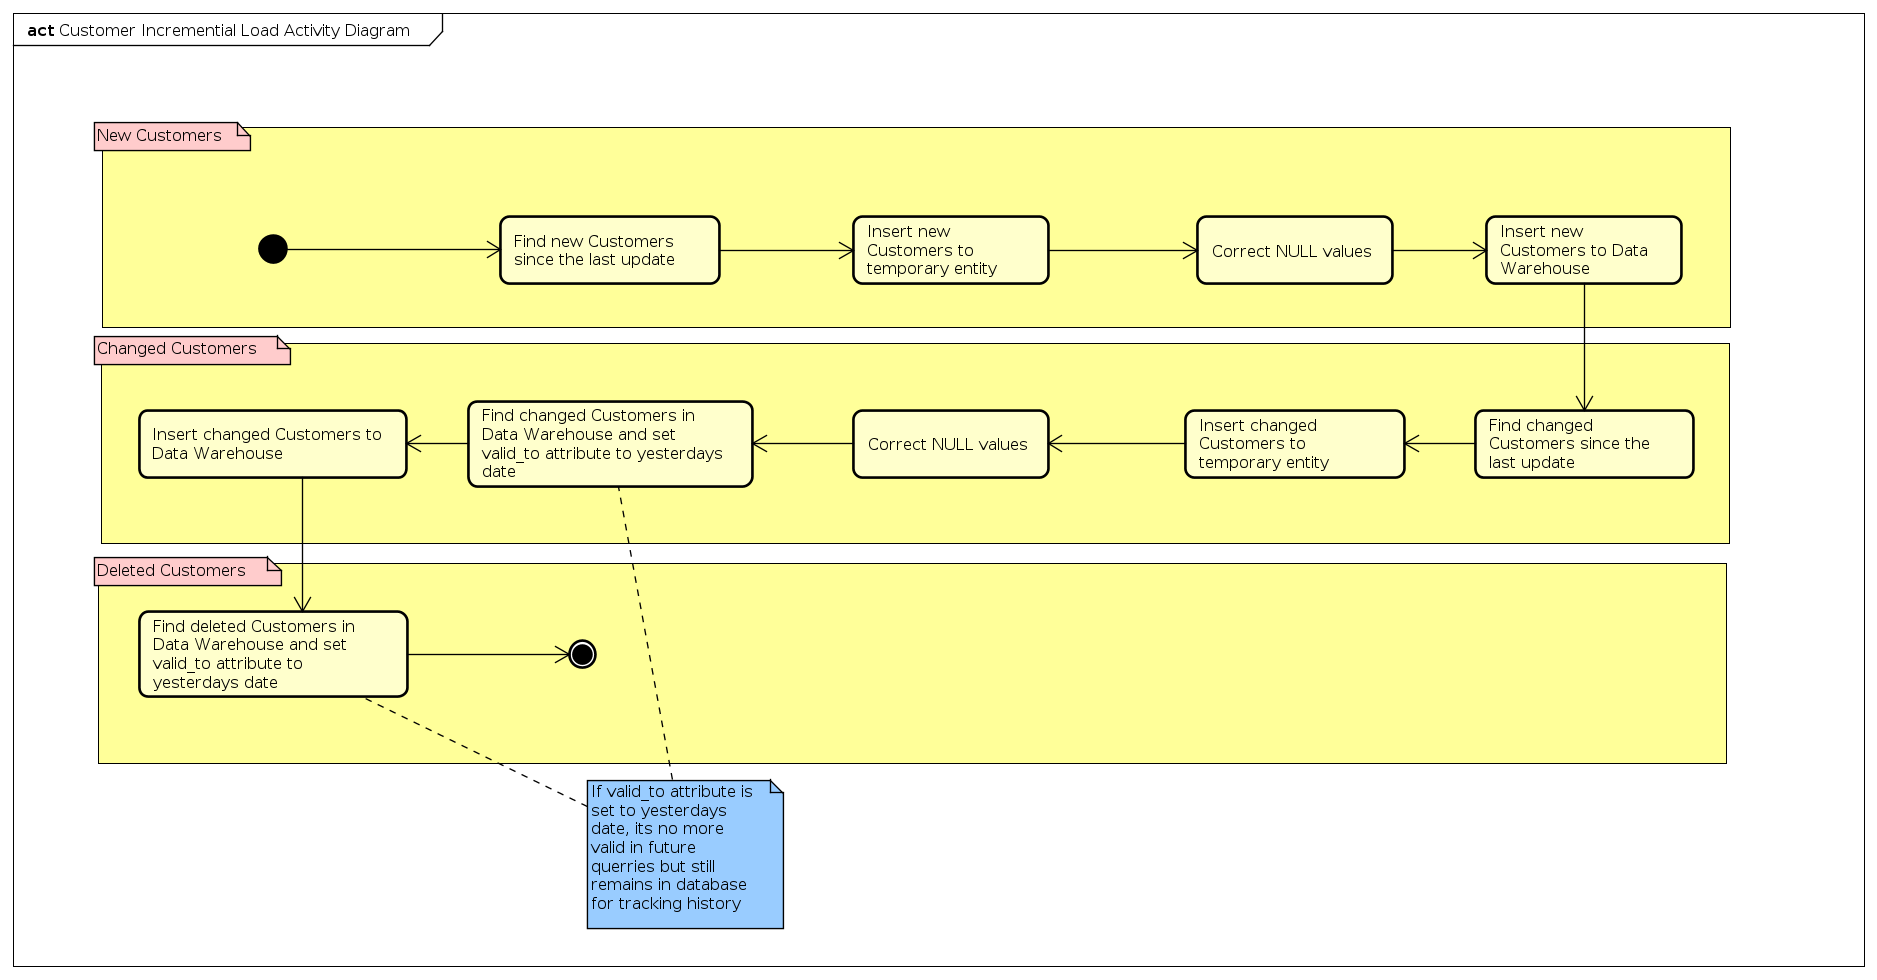 act Customer Incremential Load Activity Diagram
New Customers
Find new Customers
since the last update
Insert new
Customers to
temporary entity
Correct NULL values
Insert new
Customers to Data
Warehouse
Changed Customers
Insert changed Customers to
Data Warehouse
Find changed Customers in
Data Warehouse and set
valid_to attribute to yesterdays
date
Correct NULL values
Insert changed
Customers to
temporary entity
Find changed
Customers since the
last update
Deleted Customers
Find deleted Customers in
Data Warehouse and set
valid_to attribute to
yesterdays date
If valid_to attribute is
set to yesterdays
date, its no more
valid in future
querries but still
remains in database
for tracking history